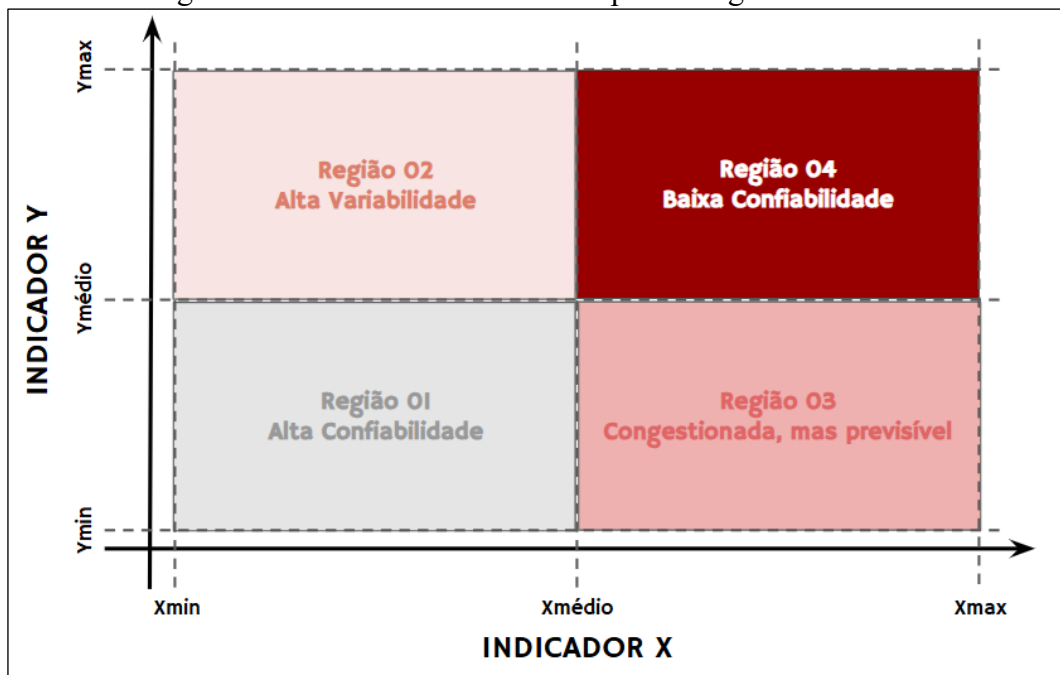 Ymax
Região 02
Alta Variabilidade
Região 04
Baixa Confiabilidade
INDICADOR Y
Ymédio
Região 01
Alta Confiabilidade
Região 03
Congestionada, mas previsível
Ymin
Xmin
Xmédio
Xmax
INDICADOR X